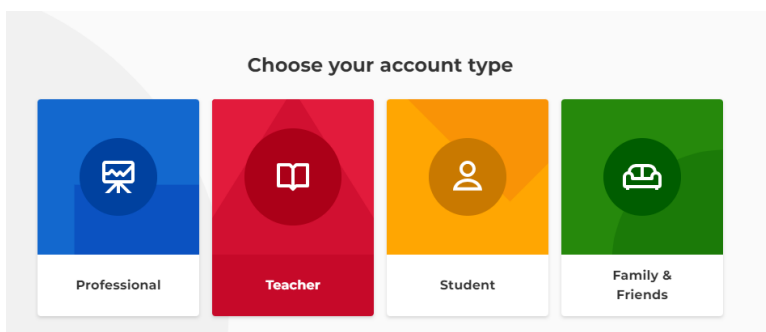 Choose your account type
Professional
Teacher
Student
Family &
Friends